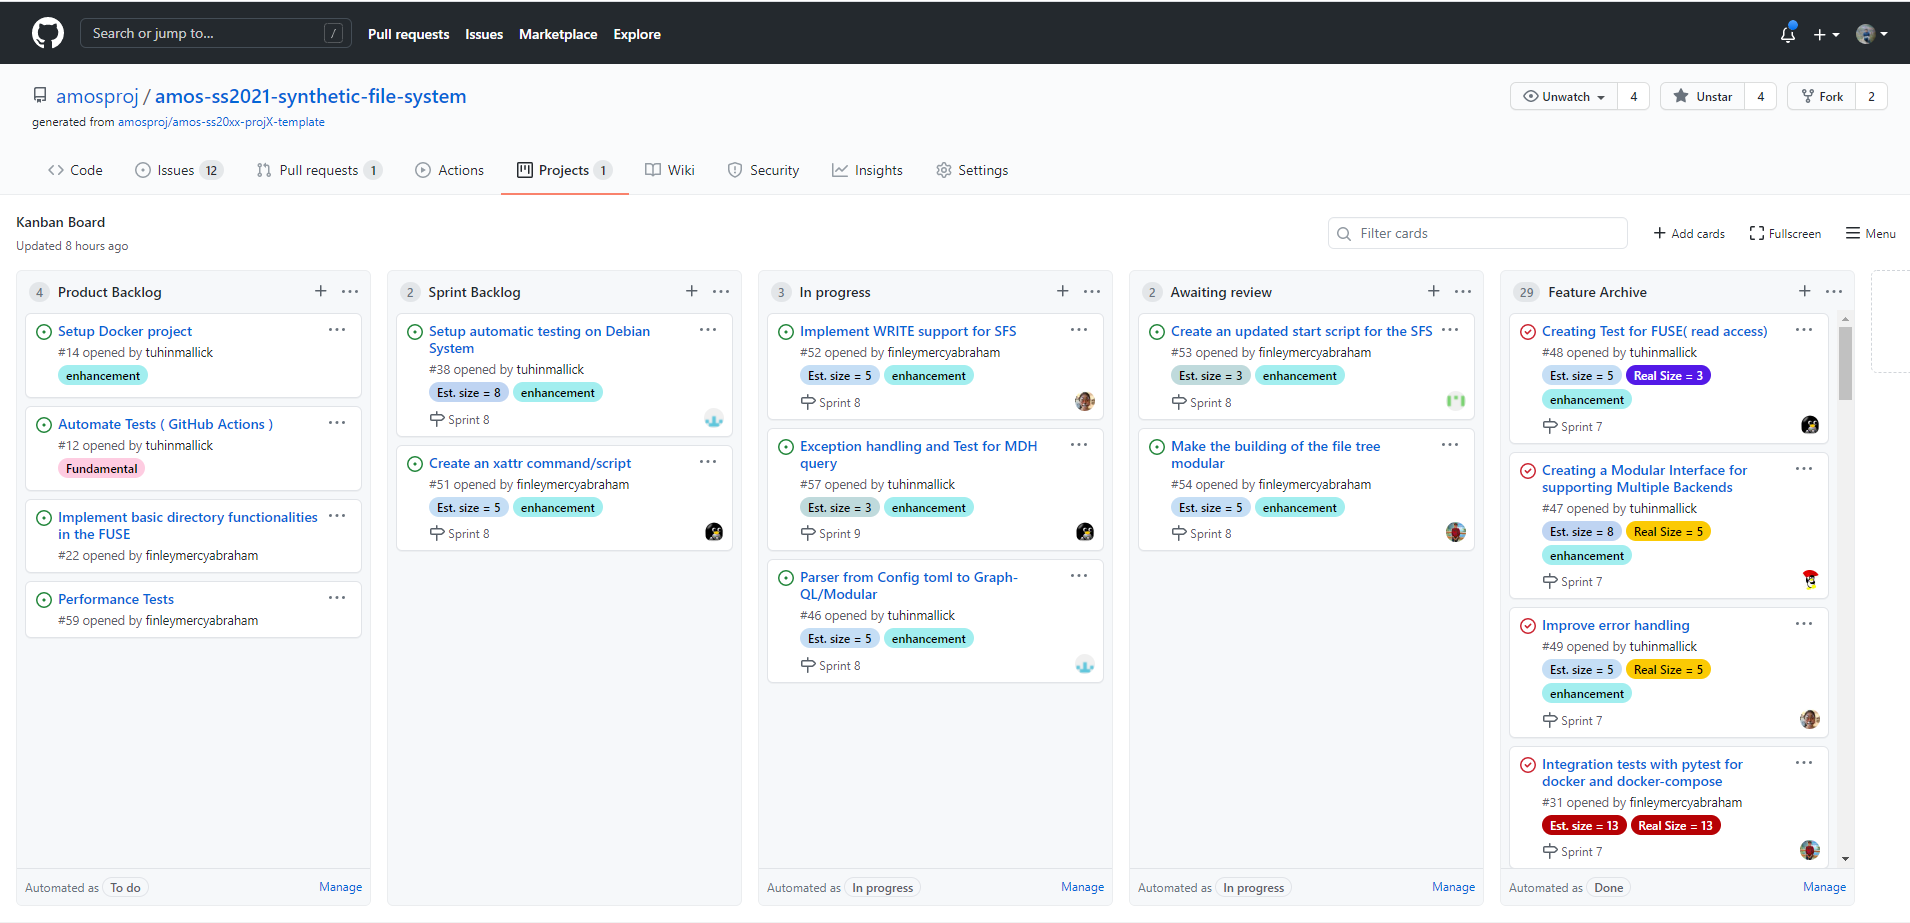 Search or jump to... /
Pull requests Issues Marketplace Explore
amosproj / amos-ss2021-synthetic-file-system
generated from amosproj/amos-ss20xx-projX-template
Unwatch 4 Unstar 4 Fork 2
Code Issues 12 Pull requests 1 Actions Projects 1 Wiki Security Insights Settings
Kanban Board
Updated 8 hours ago
Filter cards Add cards Fullscreen Menu
4 Product Backlog
Setup Docker project
#14 opened by tuhinmallick
enhancement
Automate Tests ( GitHub Actions )
#12 opened by tuhinmallick
Fundamental
Implement basic directory functionalities
in the FUSE
#22 opened by finleymercyabraham
Performance Tests
#59 opened by finleymercyabraham
Automated as To do Manage
2 Sprint Backlog
Setup automatic testing on Debian
System
#38 opened by tuhinmallick
Est. size = 8 enhancement
Sprint 8
Create an xattr command/script
#51 opened by finleymercyabraham
Est. size = 5 enhancement
Sprint 8
3 In progress
Implement WRITE support for SFS
#52 opened by finleymercyabraham
Est. size = 5 enhancement
Sprint 8
Exception handling and Test for MDH
query
#57 opened by tuhinmallick
Est. size = 3 enhancement
Sprint 9
Parser from Config toml to Graph-
QL/Modular
#46 opened by tuhinmallick
Est. size = 5 enhancement
Sprint 8
Automated as In progress Manage
2 Awaiting review
Create an updated start script for the SFS
#53 opened by finleymercyabraham
Est. size = 3 enhancement
Sprint 8
Make the building of the file tree
modular
#54 opened by finleymercyabraham
Est. size = 5 enhancement
Sprint 8
Automated as In progress Manage
29 Feature Archive
Creating Test for FUSE( read access)
#48 opened by tuhinmallick
Est. size = 5 Real Size = 3
enhancement
Sprint 7
Creating a Modular Interface for
supporting Multiple Backends
#47 opened by tuhinmallick
Est. size = 8 Real Size = 5
enhancement
Sprint 7
Improve error handling
#49 opened by tuhinmallick
Est. size = 5 Real Size = 5
enhancement
Sprint 7
Integration tests with pytest for
docker and docker-compose
#31 opened by finleymercyabraham
Est. size = 13 Real Size = 13
Sprint 7
Automated as Done Manage